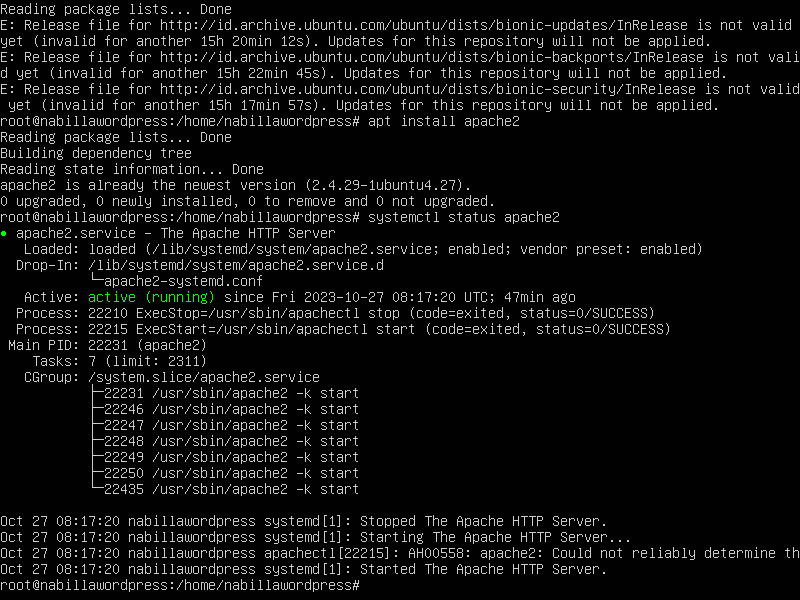 Reading package lists... Done
E: Release file for http://id.archive.ubuntu.com/ubuntu/dists/bionic-updates/InRelease is not valid
yet (invalid for another 15h 20min 12s). Updates for this repository will not be applied.
E: Release file for http://id.archive.ubuntu.com/ubuntu/dists/bionic-backports/InRelease is not vali
d yet (invalid for another 15h 22min 45s). Updates for this repository will not be applied.
E: Release file for http://id.archive.ubuntu.com/ubuntu/dists/bionic-security/InRelease is not valid
 yet (invalid for another 15h 17min 57s). Updates for this repository will not be applied.
root@nabillawordpress:/home/nabillawordpress# apt install apache2
Reading package lists... Done
Building dependency tree
Reading state information... Done
apache2 is already the newest version (2.4.29-1ubuntu4.27).
0 upgraded, 0 newly installed, 0 to remove and 0 not upgraded.
root@nabillawordpress:/home/nabillawordpress# systemctl status apache2
● apache2.service - The Apache HTTP Server
   Loaded: loaded (/lib/systemd/system/apache2.service; enabled; vendor preset: enabled)
  Drop-In: /lib/systemd/system/apache2.service.d
           └─apache2-systemd.conf
   Active: active (running) since Fri 2023-10-27 08:17:20 UTC; 47min ago
  Process: 22210 ExecStop=/usr/sbin/apachectl stop (code=exited, status=0/SUCCESS)
  Process: 22215 ExecStart=/usr/sbin/apachectl start (code=exited, status=0/SUCCESS)
 Main PID: 22231 (apache2)
    Tasks: 7 (limit: 2311)
   CGroup: /system.slice/apache2.service
           ├─22231 /usr/sbin/apache2 -k start
           ├─22246 /usr/sbin/apache2 -k start
           ├─22247 /usr/sbin/apache2 -k start
           ├─22248 /usr/sbin/apache2 -k start
           ├─22249 /usr/sbin/apache2 -k start
           ├─22250 /usr/sbin/apache2 -k start
           └─22435 /usr/sbin/apache2 -k start

Oct 27 08:17:20 nabillawordpress systemd[1]: Stopped The Apache HTTP Server.
Oct 27 08:17:20 nabillawordpress systemd[1]: Starting The Apache HTTP Server...
Oct 27 08:17:20 nabillawordpress apachectl[22215]: AH00558: apache2: Could not reliably determine th
Oct 27 08:17:20 nabillawordpress systemd[1]: Started The Apache HTTP Server.
root@nabillawordpress:/home/nabillawordpress#